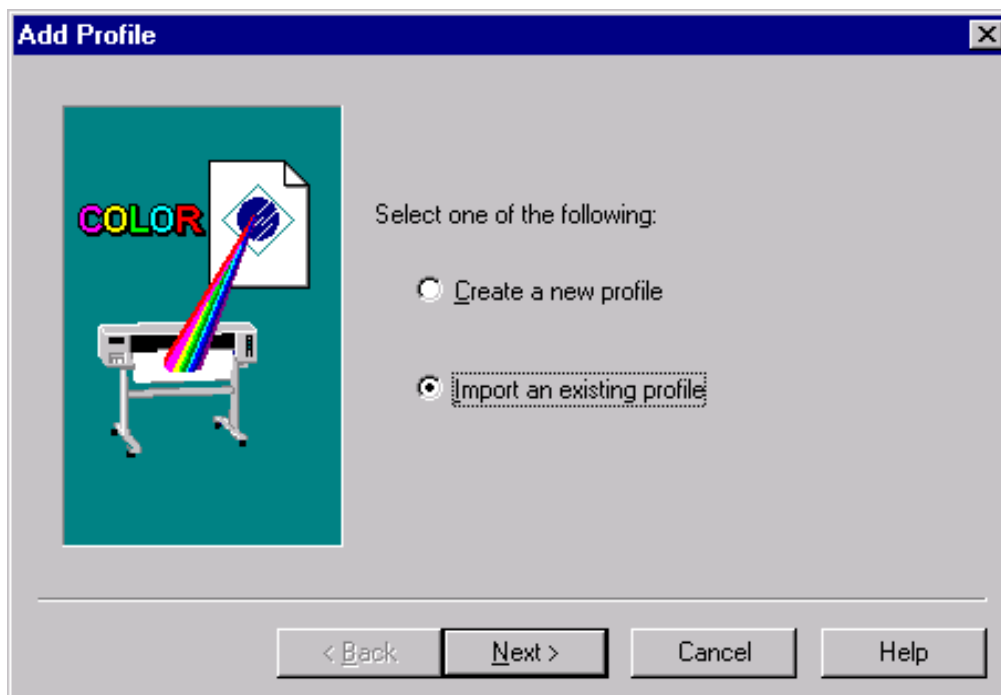 Add Profile
COLOR
Select one of the following:
Create a new profile
Import an existing profile
< Back Next > Cancel Help